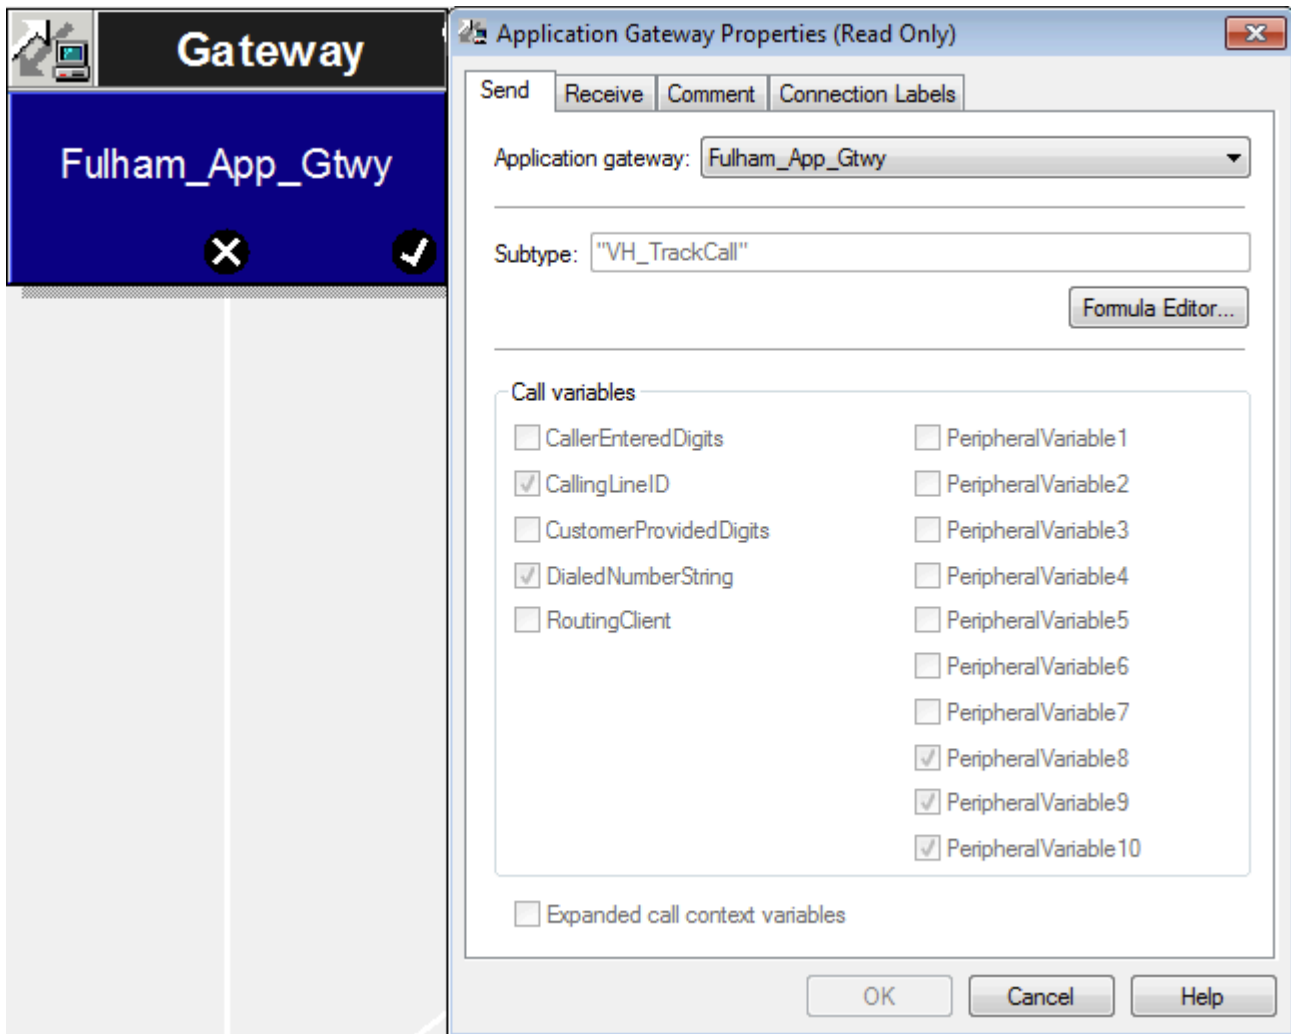 Gateway
Fulham_App_Gtwy
Application Gateway Properties (Read Only)
Send Receive Comment Connection Labels
Application gateway: Fulham_App_Gtwy
Subtype: "VH_TrackCall"
Formula Editor...
Call variables
CallerEnteredDigits PeripheralVariable1
CallingLineID PeripheralVariable2
CustomerProvidedDigits PeripheralVariable3
DialedNumberString PeripheralVariable4
RoutingClient PeripheralVariable5
PeripheralVariable6
PeripheralVariable7
PeripheralVariable8
PeripheralVariable9
PeripheralVariable10
Expanded call context variables
OK Cancel Help